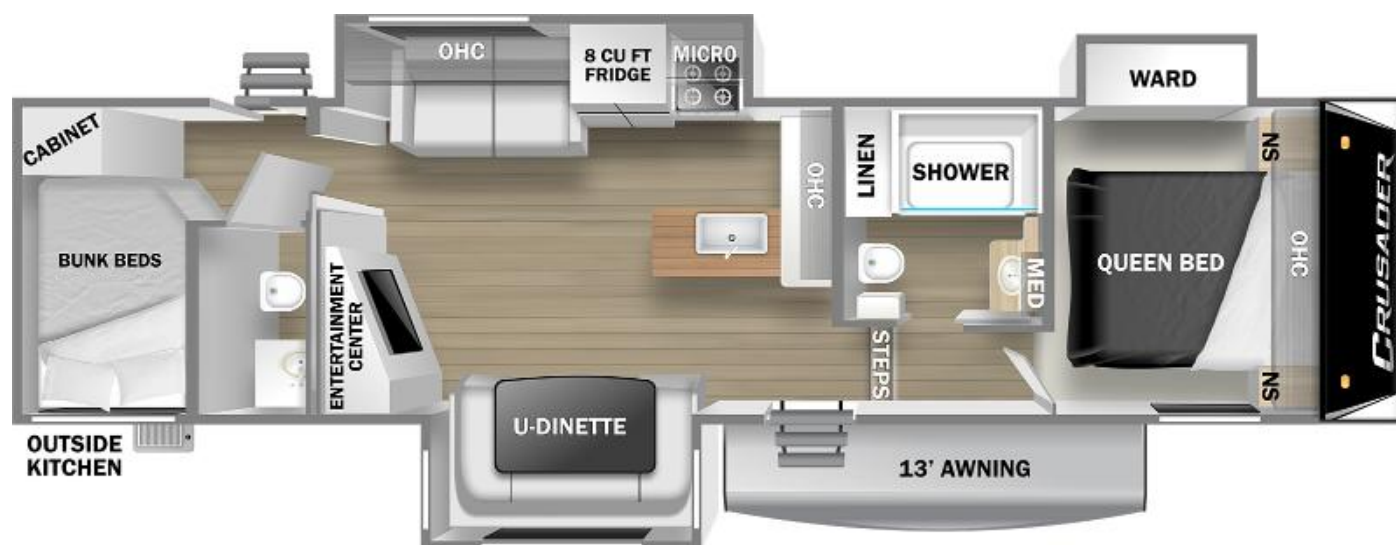 OHC
8 CU FT
FRIDGE
MICRO
WARD
CABINET
LINEN
SHOWER
NS
OHC
BUNK BEDS
ENTERTAINMENT
CENTER
MED
QUEEN BED
OHC
CRUSADER
STEPS
NS
U-DINETTE
OUTSIDE
KITCHEN
13' AWNING